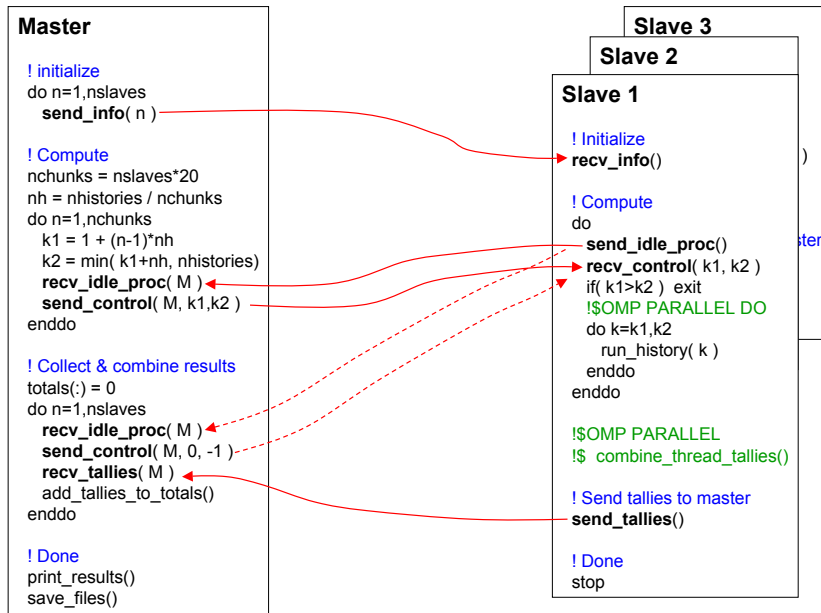 Master
! initialize
do n=1,nslaves
send_info( n )
! Compute
nchunks = nslaves*20
nh = nhistories / nchunks
do n=1,nchunks
k1 = 1 + (n-1)*nh
k2 = min( k1+nh, nhistories)
recv_idle_proc( M )
send_control( M, k1,k2 )
enddo
! Collect & combine results
totals(:) = 0
do n=1,nslaves
recv_idle_proc( M )
send_control( M, 0, -1 )
recv_tallies( M )
add_tallies_to_totals()
enddo
! Done
print_results()
save_files()
Slave 3
Slave 2
Slave 1
! Initialize
recv_info()
)
! Compute
do
send_idle_proc()
recv_control( k1, k2 )
if( k1>k2 ) exit
!$OMP PARALLEL DO
do k=k1,k2
run_history( k )
enddo
enddo
!$OMP PARALLEL
!$ combine_thread_tallies()
! Send tallies to master
send_tallies()
! Done
stop